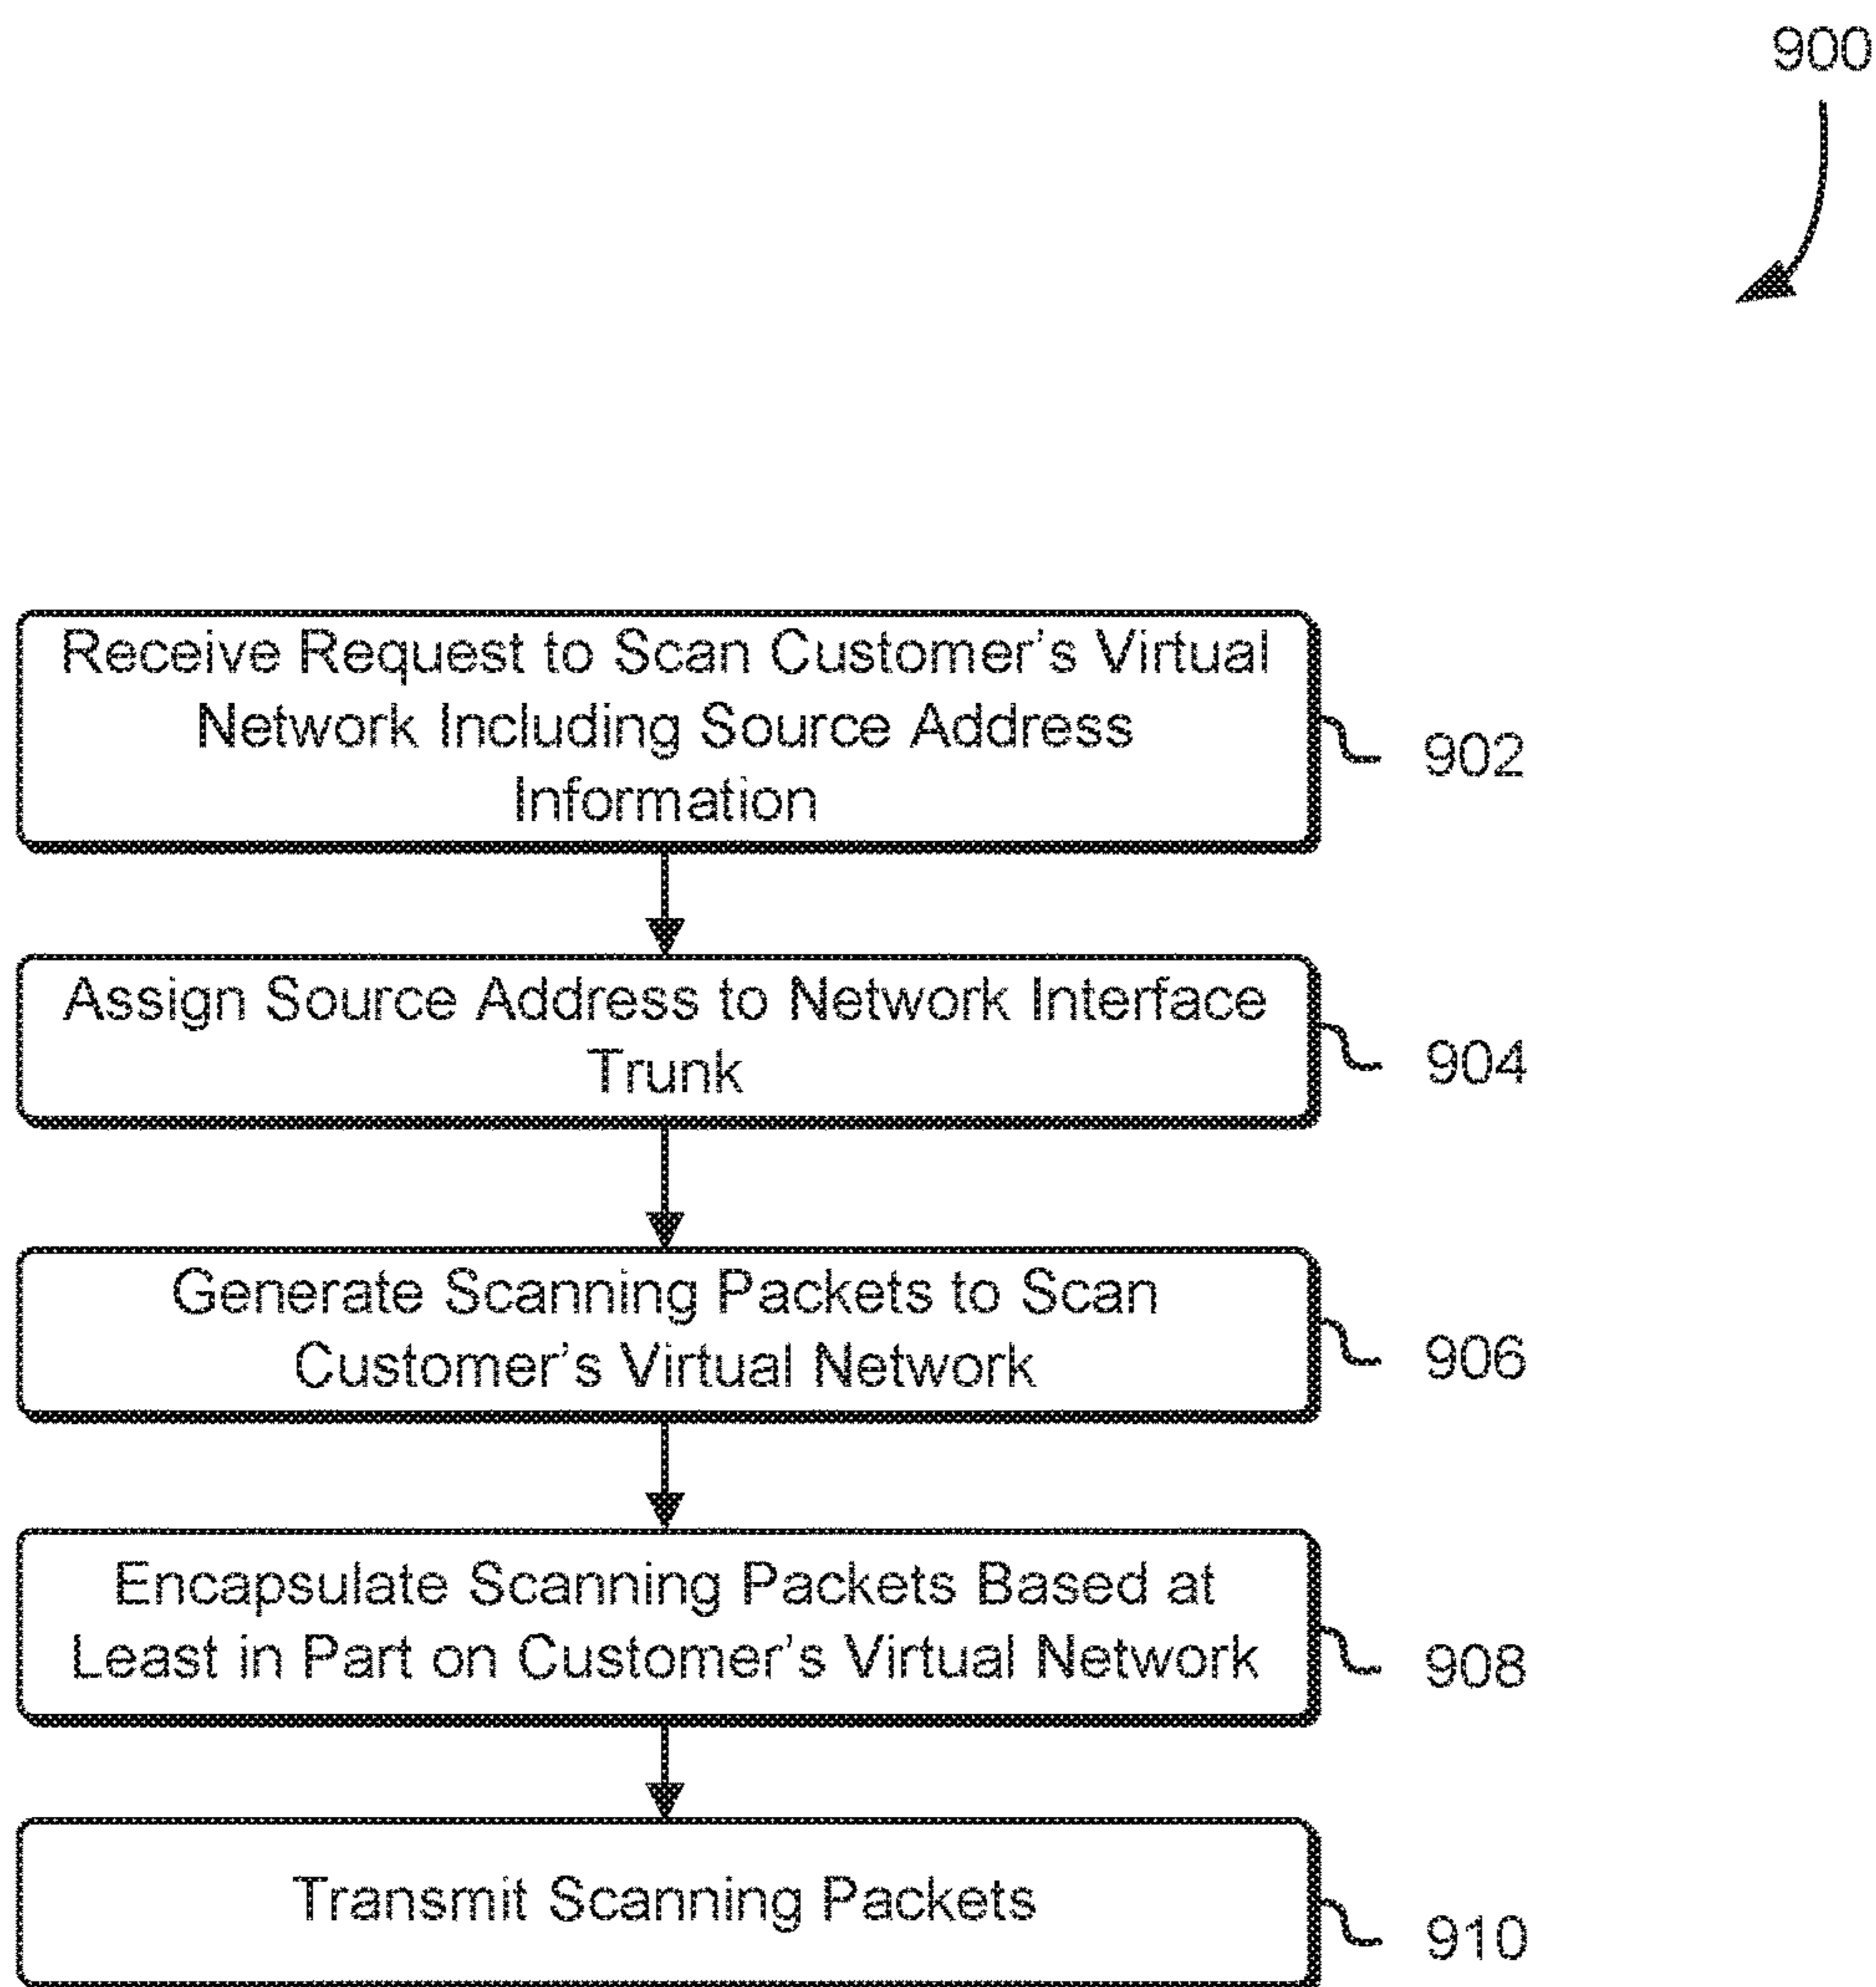 900
Receive Request to Scan Customer's Virtual
Network Including Source Address
Information
902
Assign Source Address to Network Interface
Trunk
904
Generate Scanning Packets to Scan
Customer's Virtual Network
906
Encapsulate Scanning Packets Based at
Least in Part on Customer's Virtual Network
908
Transmit Scanning Packets
910